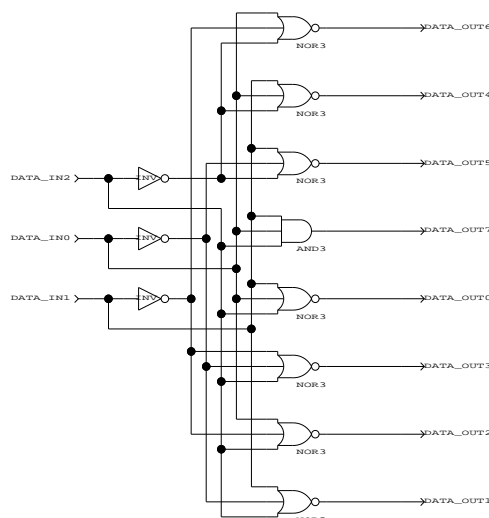 DATA_OUT6
NOR3
DATA_OUT4
NOR3
DATA_OUT5
NOR3
DATA_IN2
INV
DATA_OUT7
AND3
DATA_IN0
INV
DATA_IN1
INV
DATA_OUT0
NOR3
DATA_OUT3
NOR3
DATA_OUT2
NOR3
DATA_OUT1